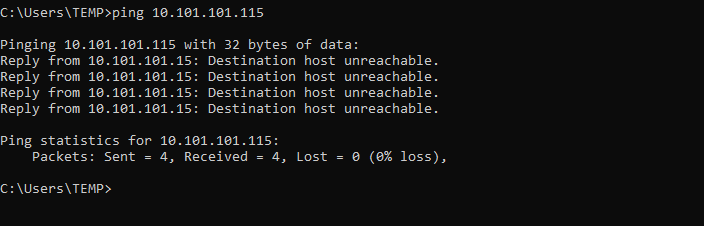 C:\Users\TEMP>ping 10.101.101.115
Pinging 10.101.101.115 with 32 bytes of data:
Reply from 10.101.101.15: Destination host unreachable.
Reply from 10.101.101.15: Destination host unreachable.
Reply from 10.101.101.15: Destination host unreachable.
Reply from 10.101.101.15: Destination host unreachable.
Ping statistics for 10.101.101.115:
    Packets: Sent = 4, Received = 4, Lost = 0 (0% loss),
C:\Users\TEMP>